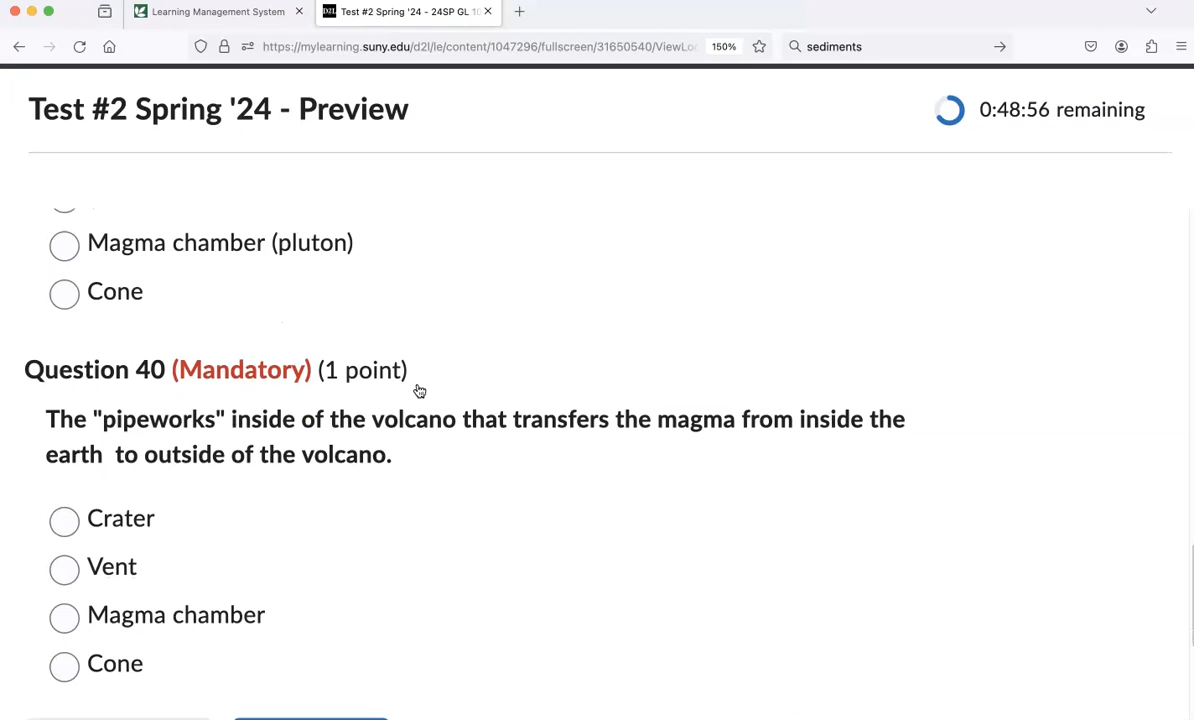 Learning Management System
D2L Test #2 Spring '24 - 24SP GL 10
https://mylearning.suny.edu/d2l/le/content/1047296/fullscreen/31650540/ViewLo
150%
sediments
Test #2 Spring '24 - Preview
0:48:56 remaining
Magma chamber (pluton)
Cone
Question 40 (Mandatory) (1 point)
The "pipeworks" inside of the volcano that transfers the magma from inside the
earth to outside of the volcano.
Crater
Vent
Magma chamber
Cone